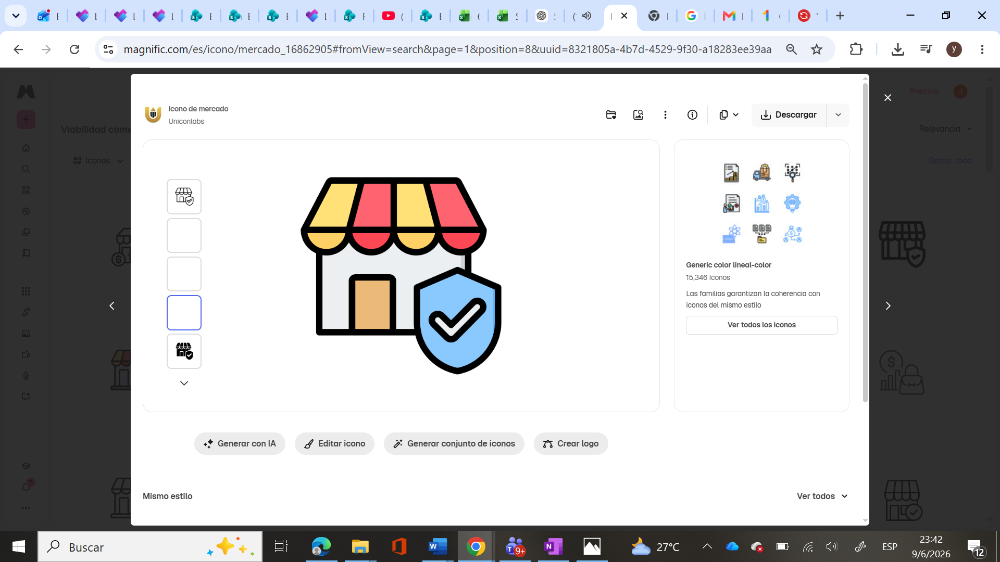 magnific.com/es/icono/mercado_16862905#fromView=search&page=1&position=8&uuid=8321805a-4b7d-4529-9f30-a18283ee39aa
y
Precios
J
Viabilidad come
Relevancia
Iconos
Borrar todo
Icono de mercado
Uniconlabs
Descargar
Generic color lineal-color
15,346 Iconos
Las familias garantizan la coherencia con
iconos del mismo estilo
Ver todos los iconos
Generar con IA
Editar icono
Generar conjunto de iconos
Crear logo
Mismo estilo
Ver todos
Buscar
9+
27°C
ESP
23:42
9/6/2026
12